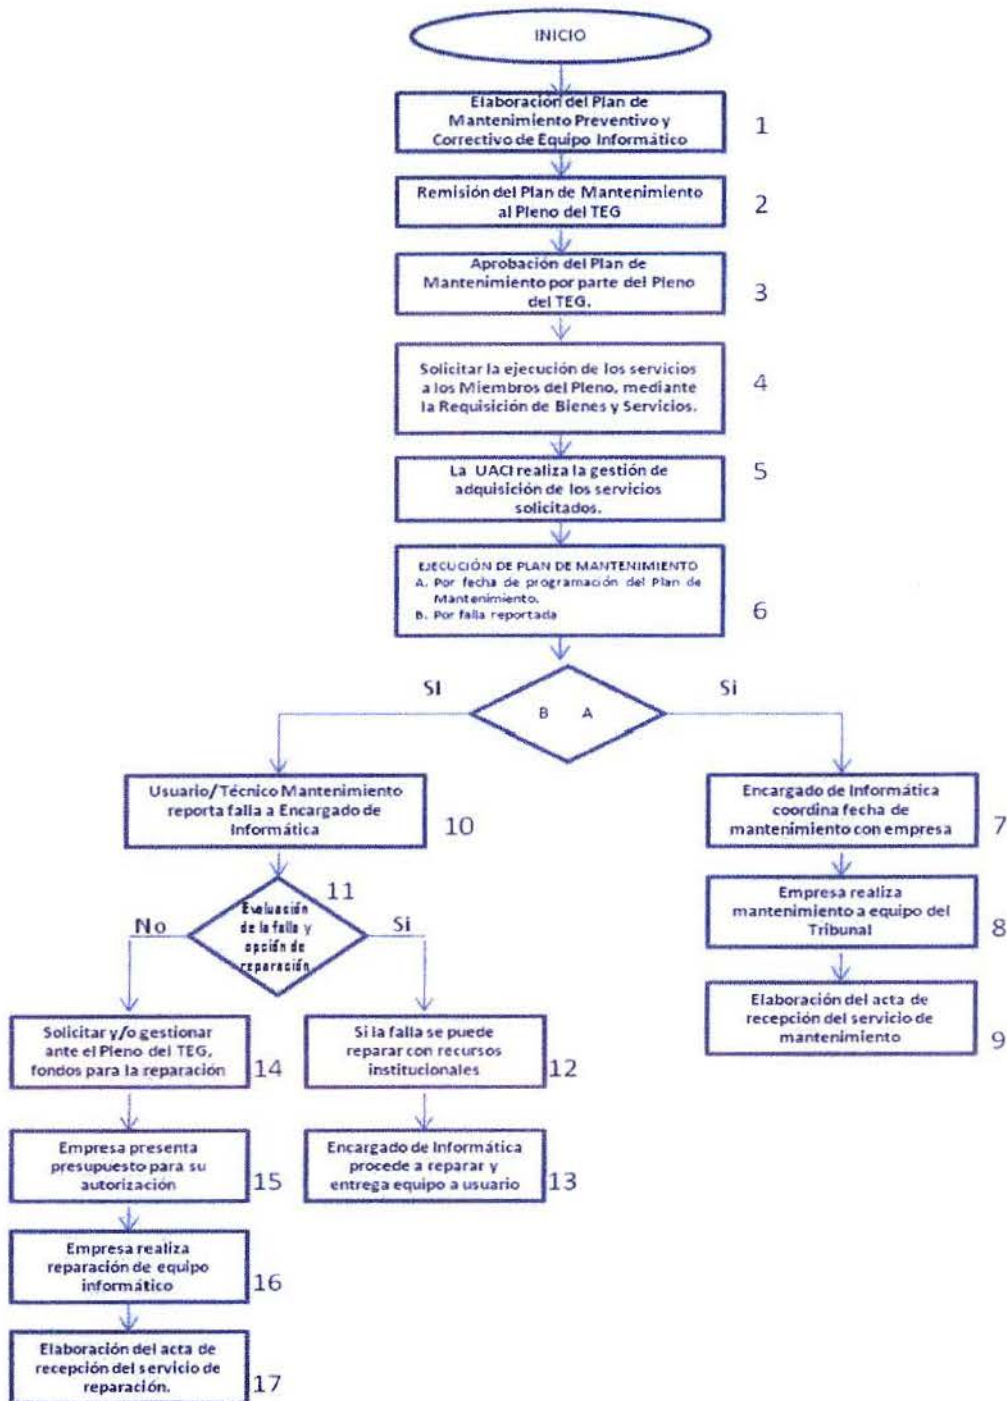 INICIO
Elaboración del Plan de
Mantenimiento Preventivo y
Correctivo de Equipo Informático
1
Remisión del Plan de Mantenimiento
al Pleno del TEG
2
Aprobación del Plan de
Mantenimiento por parte del Pleno
del TEG.
3
Solicitar la ejecución de los servicios
a los Miembros del Pleno, mediante
la Requisición de Bienes y Servicios.
4
La UACI realiza la gestión de
adquisición de los servicios
solicitados.
5
EJECUCIÓN DE PLAN DE MANTENIMIENTO
A. Por fecha de programación del Plan de
Mantenimiento.
B. Por falla reportada
6
SI
B A
Si
Usuario/Técnico Mantenimiento
reporta falla a Encargado de
Informática
10
Encargado de Informática
coordina fecha de
mantenimiento con empresa
7
11
Evaluación
de la falla y
opción de
reparación
No
Si
Empresa realiza
mantenimiento a equipo del
Tribunal
8
Elaboración del acta de
recepción del servicio de
mantenimiento
9
Solicitar y/o gestionar
ante el Pleno del TEG,
fondos para la reparación
14
Si la falla se puede
reparar con recursos
institucionales
12
Empresa presenta
presupuesto para su
autorización
15
Encargado de Informática
procede a reparar y
entrega equipo a usuario
13
Empresa realiza
reparación de equipo
informático
16
Elaboración del acta de
recepción del servicio de
reparación.
17